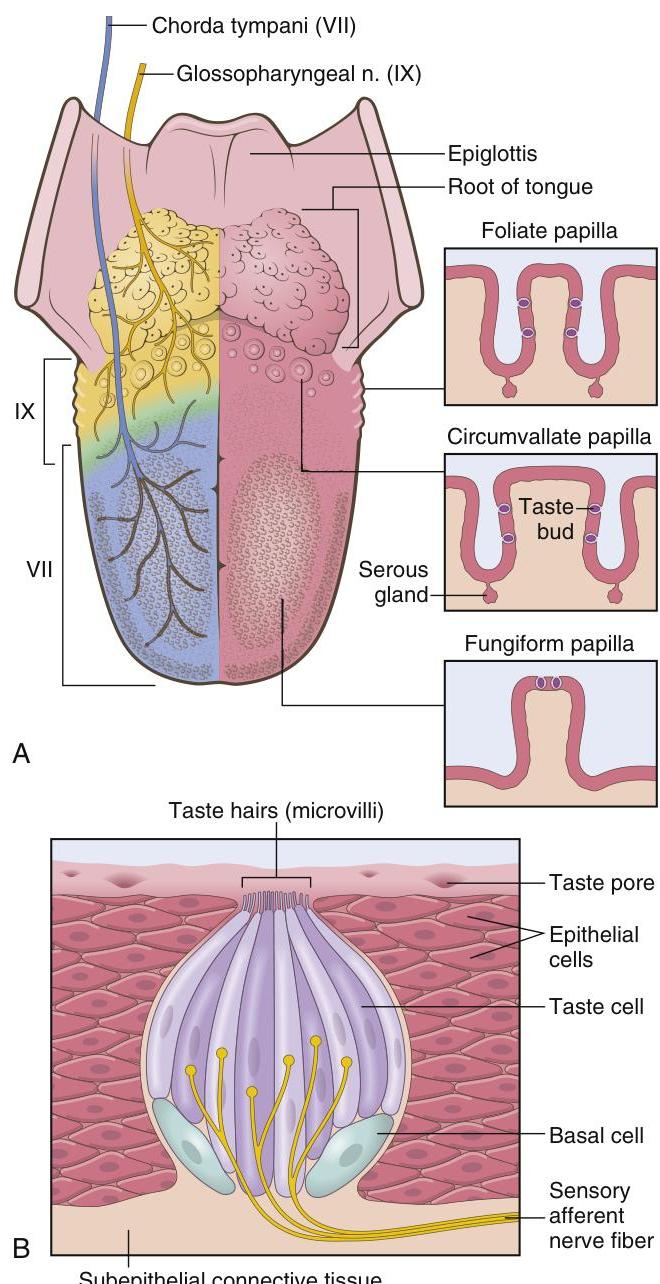 Chorda tympani (VII)
Glossopharyngeal n. (IX)
Epiglottis
Root of tongue
Foliate papilla
IX
Circumvallate papilla
Taste
bud
VII
Serous
gland
Fungiform papilla
A
Taste hairs (microvilli)
Taste pore
Epithelial
cells
Taste cell
Basal cell
Sensory
afferent
nerve fiber
B
Subepithelial connective tissue